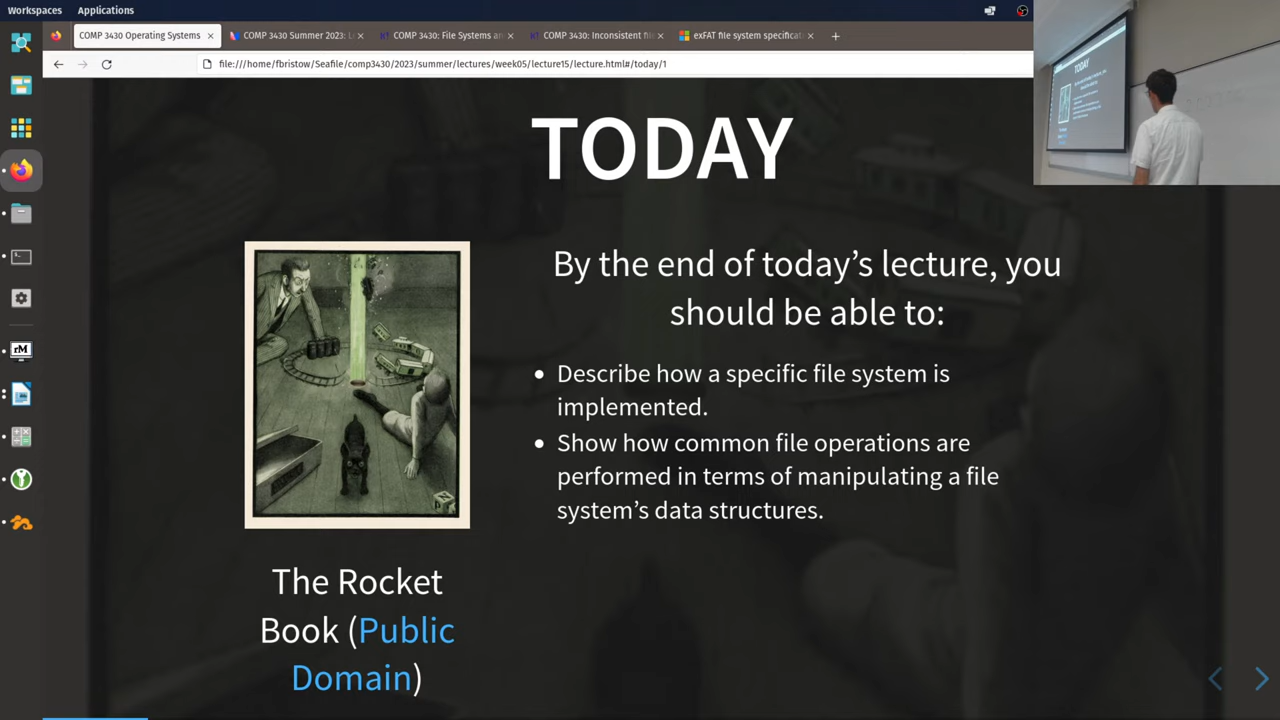 Workspaces Applications
COMP 3430 Operating Systems
COMP 3430 Summer 2023: L
COMP 3430: File Systems an
COMP 3430: Inconsistent file
exFAT file system specificat
file:///home/fbristow/Seafile/comp3430/2023/summer/lectures/week05/lecture15/lecture.html#/today/1
TODAY
By the end of today’s lecture, you
should be able to:
• Describe how a specific file system is
implemented.
• Show how common file operations are
performed in terms of manipulating a file
system’s data structures.
The Rocket
Book (Public
Domain)